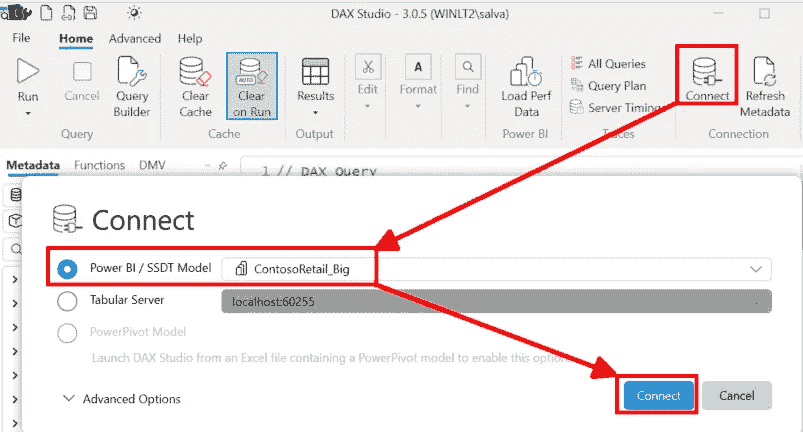 DAX Studio - 3.0.5 (WINLT2\salva)
File Home Advanced Help
Run Cancel Query Builder Clear Cache Clear on Run Results Edit Format Find Load Perf Data All Queries Connect Refresh Metadata
AUTO A
Query Plan
Server Timings
Query Cache Output Power BI Traces Connection
Metadata Functions DMV
1 // DAX Query
Connect
Power BI / SSDT Model ContosoRetail_Big
Tabular Server localhost:60255
PowerPivot Model
Launch DAX Studio from an Excel file containing a PowerPivot model to enable this option
Advanced Options Connect Cancel